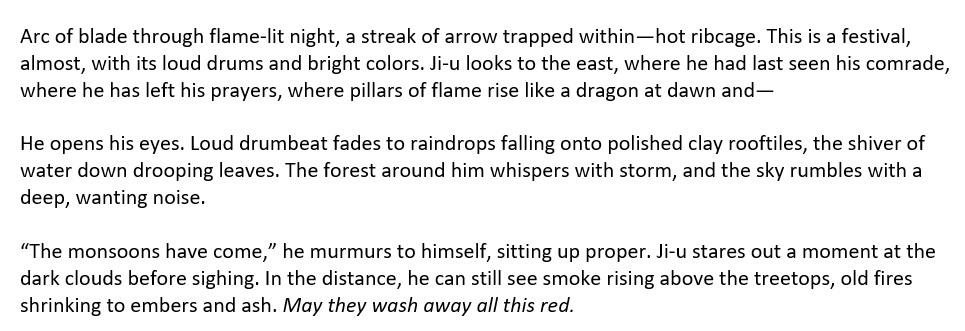 Arc of blade through flame-lit night, a streak of arrow trapped within—hot ribcage. This is a festival,
almost, with its loud drums and bright colors. Ji-u looks to the east, where he had last seen his comrade,
where he has left his prayers, where pillars of flame rise like a dragon at dawn and—
He opens his eyes. Loud drumbeat fades to raindrops falling onto polished clay rooftiles, the shiver of
water down drooping leaves. The forest around him whispers with storm, and the sky rumbles with a
deep, wanting noise.
“The monsoons have come,” he murmurs to himself, sitting up proper. Ji-u stares out a moment at the
dark clouds before sighing. In the distance, he can still see smoke rising above the treetops, old fires
shrinking to embers and ash. May they wash away all this red.